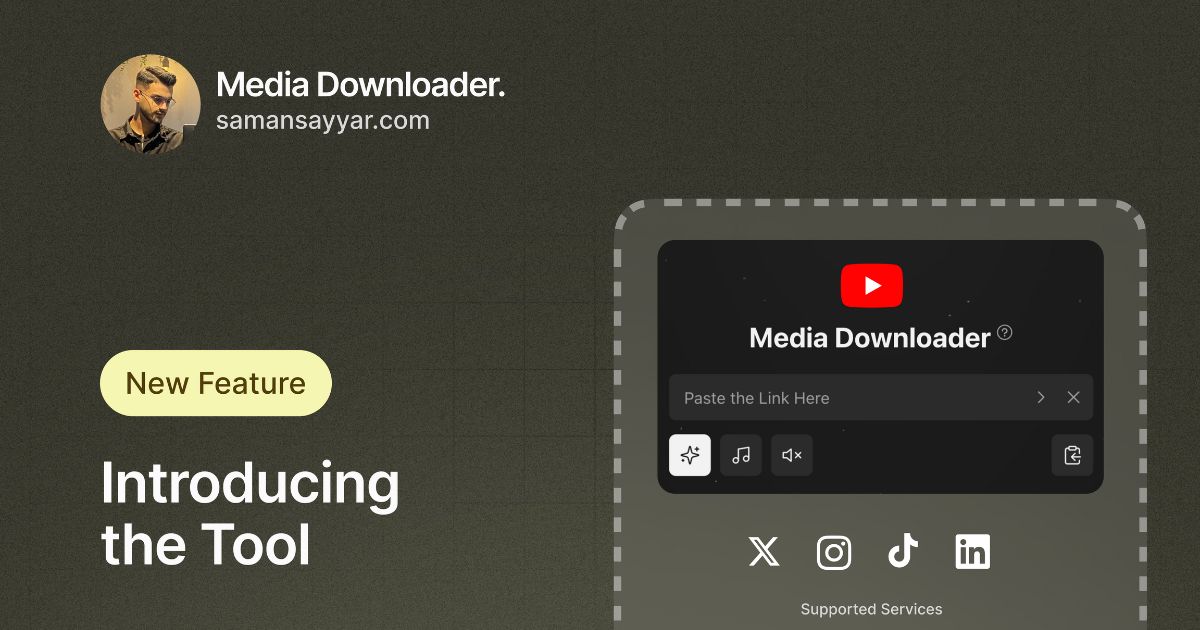 Media Downloader.
samansayyar.com
New Feature
Introducing
the Tool
Media Downloader
Paste the Link Here
Supported Services